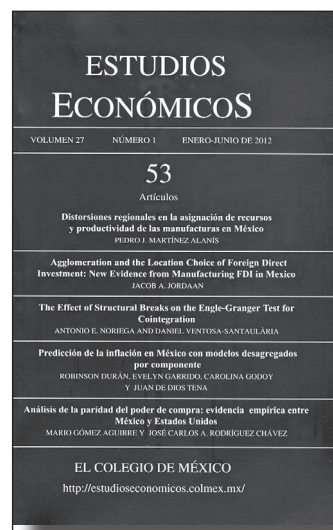 ESTUDIOS
ECONÓMICOS
VOLUMEN 27 NÚMERO 1 ENERO-JUNIO DE 2012
53
Artículos
Distorsiones regionales en la asignación de recursos
y productividad de las manufacturas en México
PEDRO J. MARTÍNEZ ALANÍS
Agglomeration and the Location Choice of Foreign Direct
Investment: New Evidence from Manufacturing FDI in Mexico
JACOB A. JORDAAN
The Effect of Structural Breaks on the Engle-Granger Test for
Cointegration
ANTONIO E. NORIEGA AND DANIEL VENTOSA-SANTAULÀRIA
Predicción de la inflación en México con modelos desagregados
por componente
ROBINSON DURÁN, EVELYN GARRIDO, CAROLINA GODOY
Y JUAN DE DIOS TENA
Análisis de la paridad del poder de compra: evidencia empírica entre
México y Estados Unidos
MARIO GÓMEZ AGUIRRE Y JOSÉ CARLOS A. RODRÍGUEZ CHÁVEZ
EL COLEGIO DE MÉXICO
http://estudioseconomicos.colmex.mx/